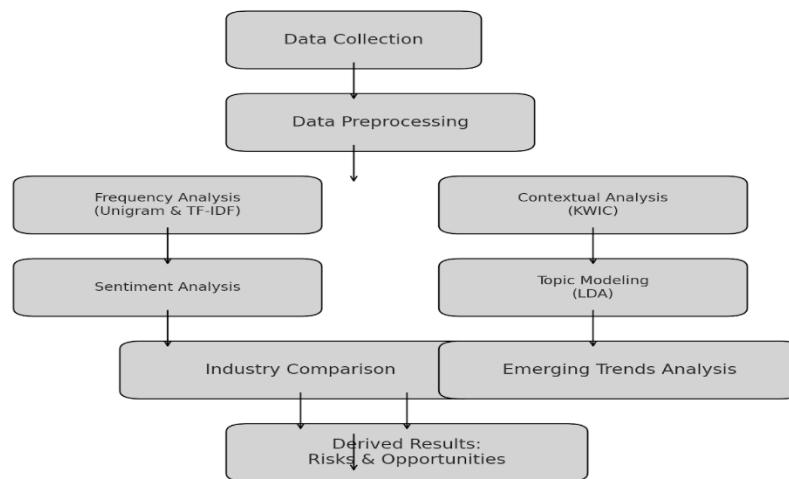 Data Collection
Data Preprocessing
Frequency Analysis
(Unigram & TF-IDF)
Contextual Analysis
(KWIC)
Sentiment Analysis
Topic Modeling
(LDA)
Industry Comparison
Emerging Trends Analysis
Derived Results:
Risks & Opportunities